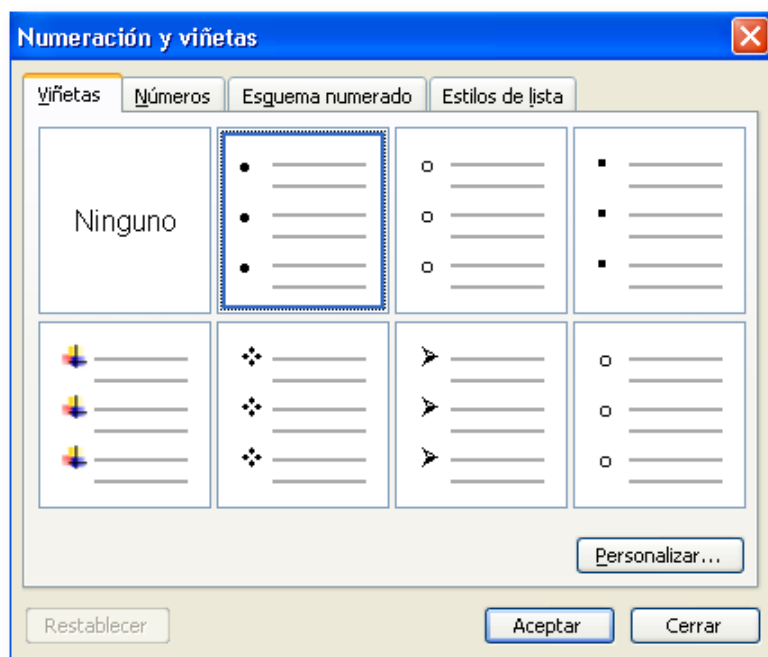 Numeración y viñetas
Viñetas Números Esquema numerado Estilos de lista
Ninguno
Personalizar...
Restablecer Aceptar Cerrar